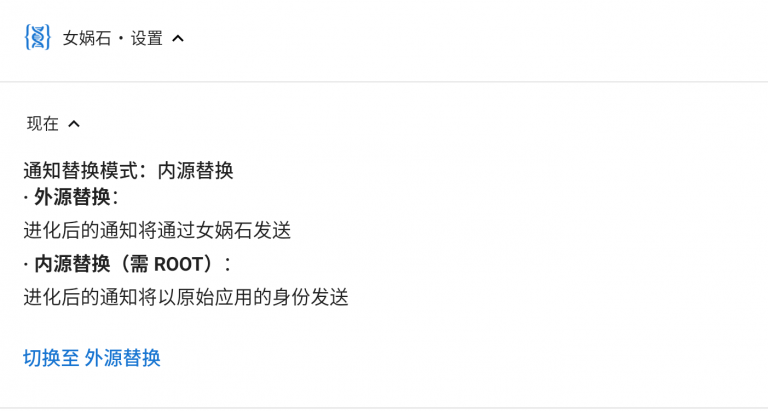 女娲石・设置
现在
通知替换模式：内源替换
· 外源替换：
进化后的通知将通过女娲石发送
· 内源替换（需 ROOT）：
进化后的通知将以原始应用的身份发送
切换至 外源替换